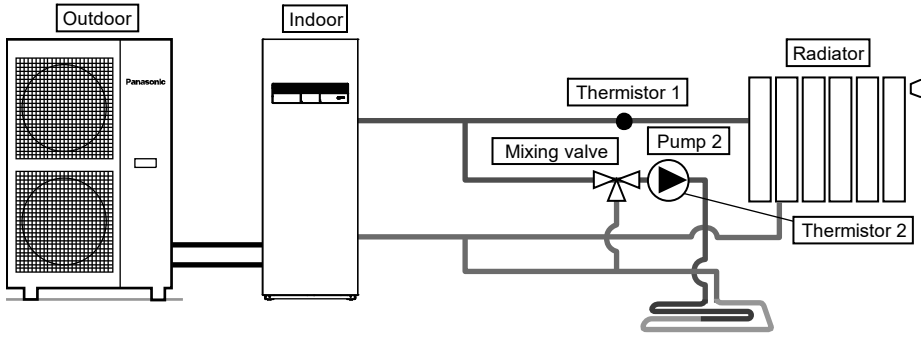 Outdoor
Indoor
Radiator
Panasonic
Thermistor 1
Mixing valve
Pump 2
Thermistor 2